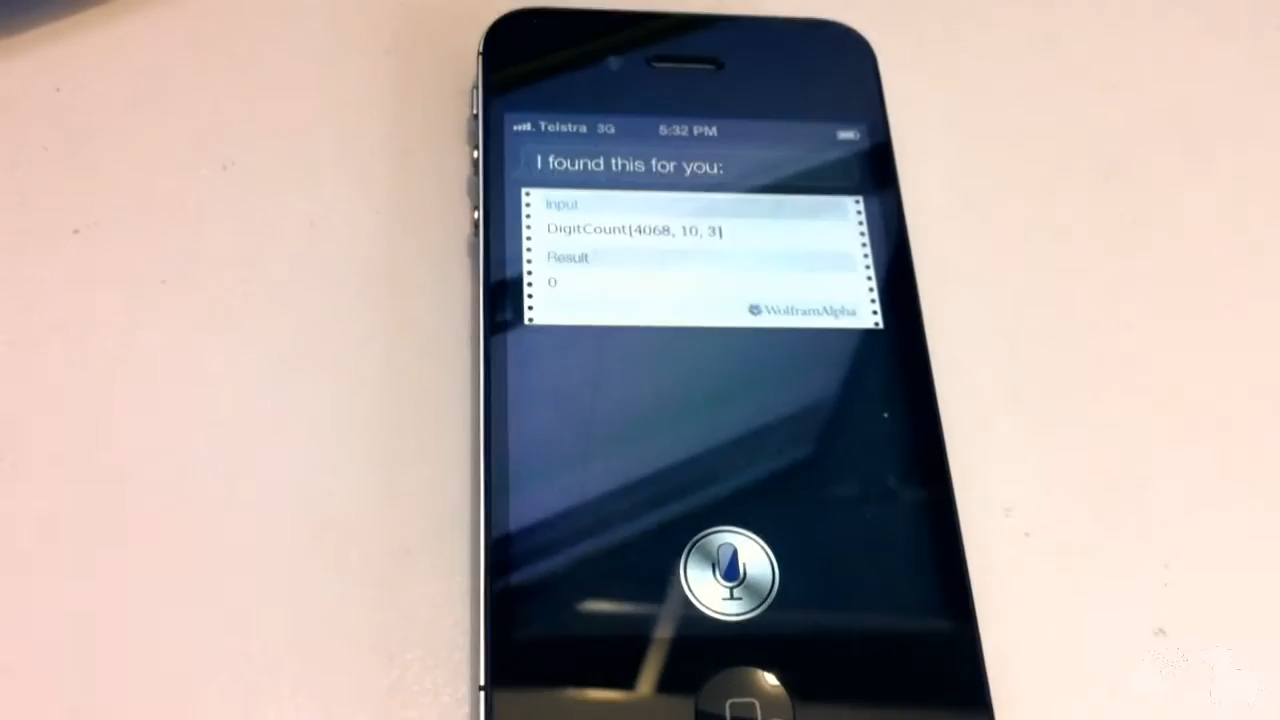 Telstra 3G 5:32 PM
I found this for you:
Input
DigitCount[4068, 10, 3]
Result
0
WolframAlpha